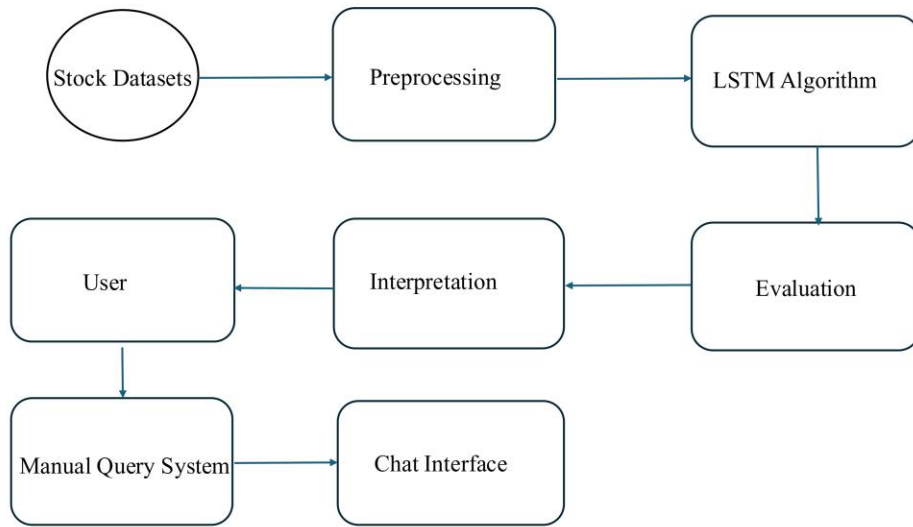 Stock Datasets
Preprocessing
LSTM Algorithm
User
Interpretation
Evaluation
Manual Query System
Chat Interface